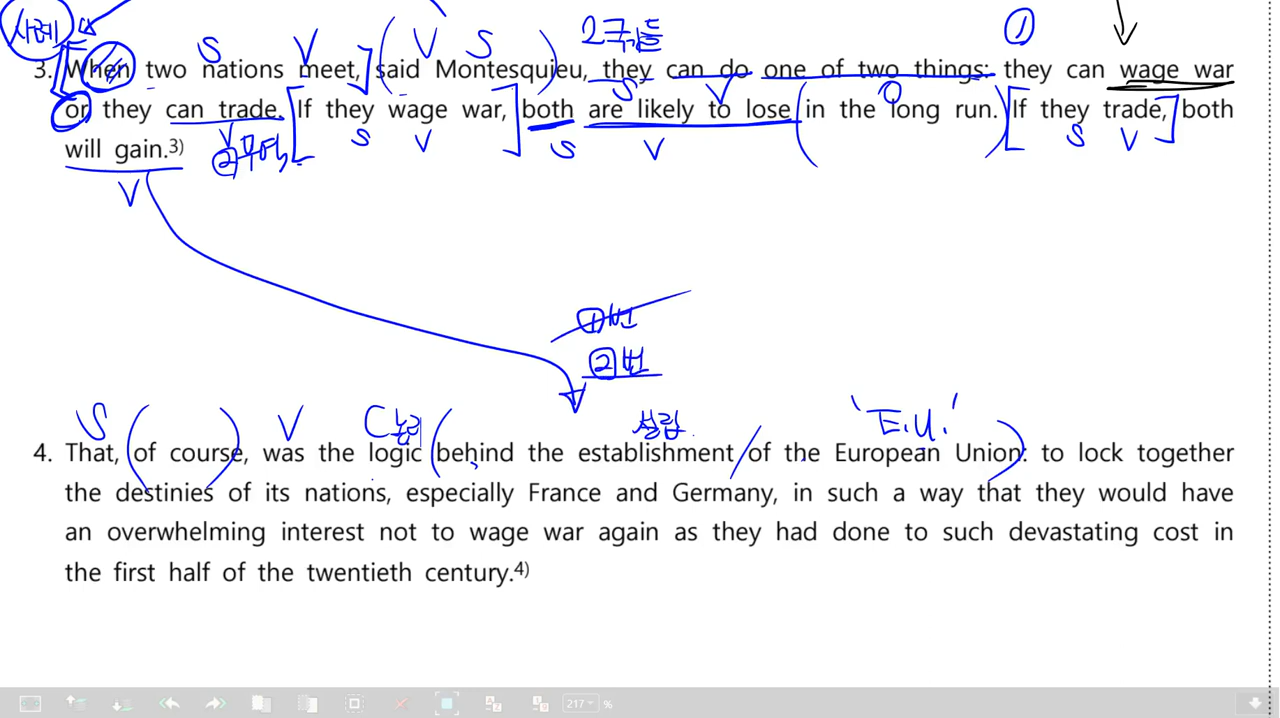 사례
S V ( V S ) 2구기들 ①
3. [When two nations meet,] said Montesquieu, they can do one of two things: they can wage war
S V O
or they can trade. [If they wage war,] both are likely to lose (in the long run.) [If they trade,] both
V S V S V S V
will gain.3)
V
①번
②번
S V C논리 설립 'E.U.'
4. That, (of course), was the logic (behind the establishment / of the European Union): to lock together
the destinies of its nations, especially France and Germany, in such a way that they would have
an overwhelming interest not to wage war again as they had done to such devastating cost in
the first half of the twentieth century.4)
217 %